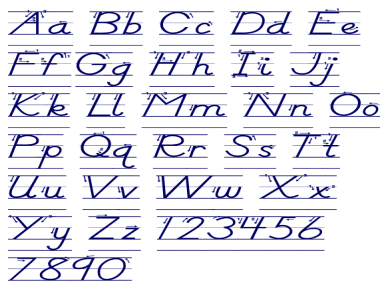 Aa Bb Cc Dd Ee
Ff Gg Hh Ii Jj
Kk Ll Mm Nn Oo
Pp Qq Rr Ss Tt
Uu Vv Ww Xx
Yy Zz 123456
7890